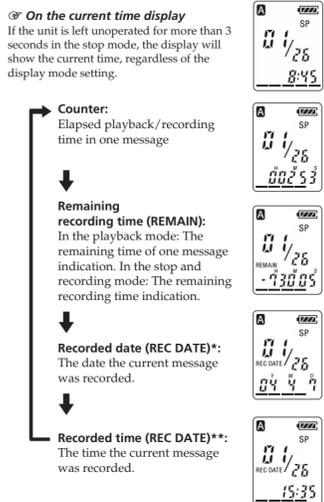 ☞ On the current time display
If the unit is left unoperated for more than 3
seconds in the stop mode, the display will
show the current time, regardless of the
display mode setting.
A
SP
01/26
8:45
Counter:
Elapsed playback/recording
time in one message
A
SP
01/26
H M S
00253
Remaining
recording time (REMAIN):
In the playback mode: The
remaining time of one message
indication. In the stop and
recording mode: The remaining
recording time indication.
A
SP
01/26
REMAIN
H M S
Recorded date (REC DATE)*:
The date the current message
was recorded.
A
SP
01/26
REC DATE
Y M D
04 4 7
Recorded time (REC DATE)**:
The time the current message
was recorded.
A
SP
01/26
REC DATE
15:35